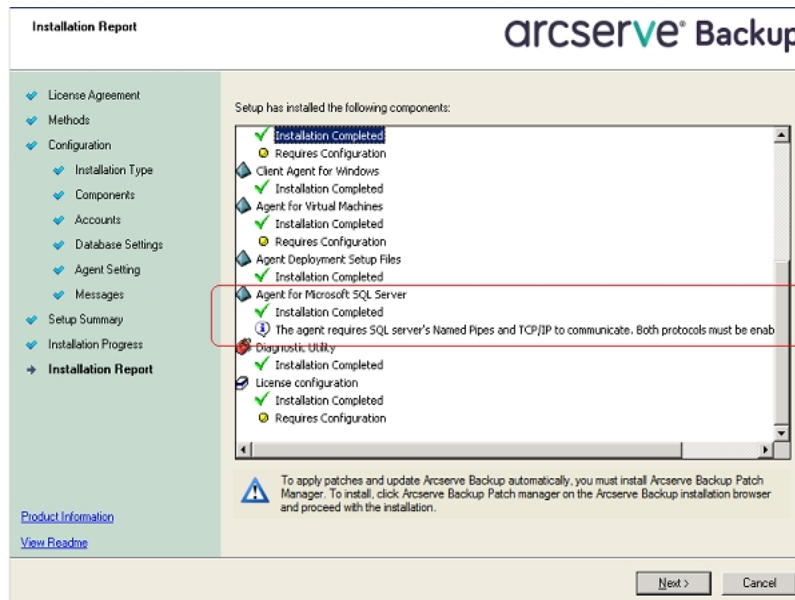 Installation Report
arcserve® Backup
License Agreement
Methods
Configuration
Installation Type
Components
Accounts
Database Settings
Agent Setting
Messages
Setup Summary
Installation Progress
Installation Report
Product Information
View Readme
Setup has installed the following components:
Installation Completed
Requires Configuration
Client Agent for Windows
Installation Completed
Agent for Virtual Machines
Installation Completed
Requires Configuration
Agent Deployment Setup Files
Installation Completed
Agent for Microsoft SQL Server
Installation Completed
The agent requires SQL server's Named Pipes and TCP/IP to communicate. Both protocols must be enab
Diagnostic Utility
Installation Completed
License configuration
Installation Completed
Requires Configuration
To apply patches and update Arcserve Backup automatically, you must install Arcserve Backup Patch
Manager. To install, click Arcserve Backup Patch manager on the Arcserve Backup installation browser
and proceed with the installation.
Next >
Cancel